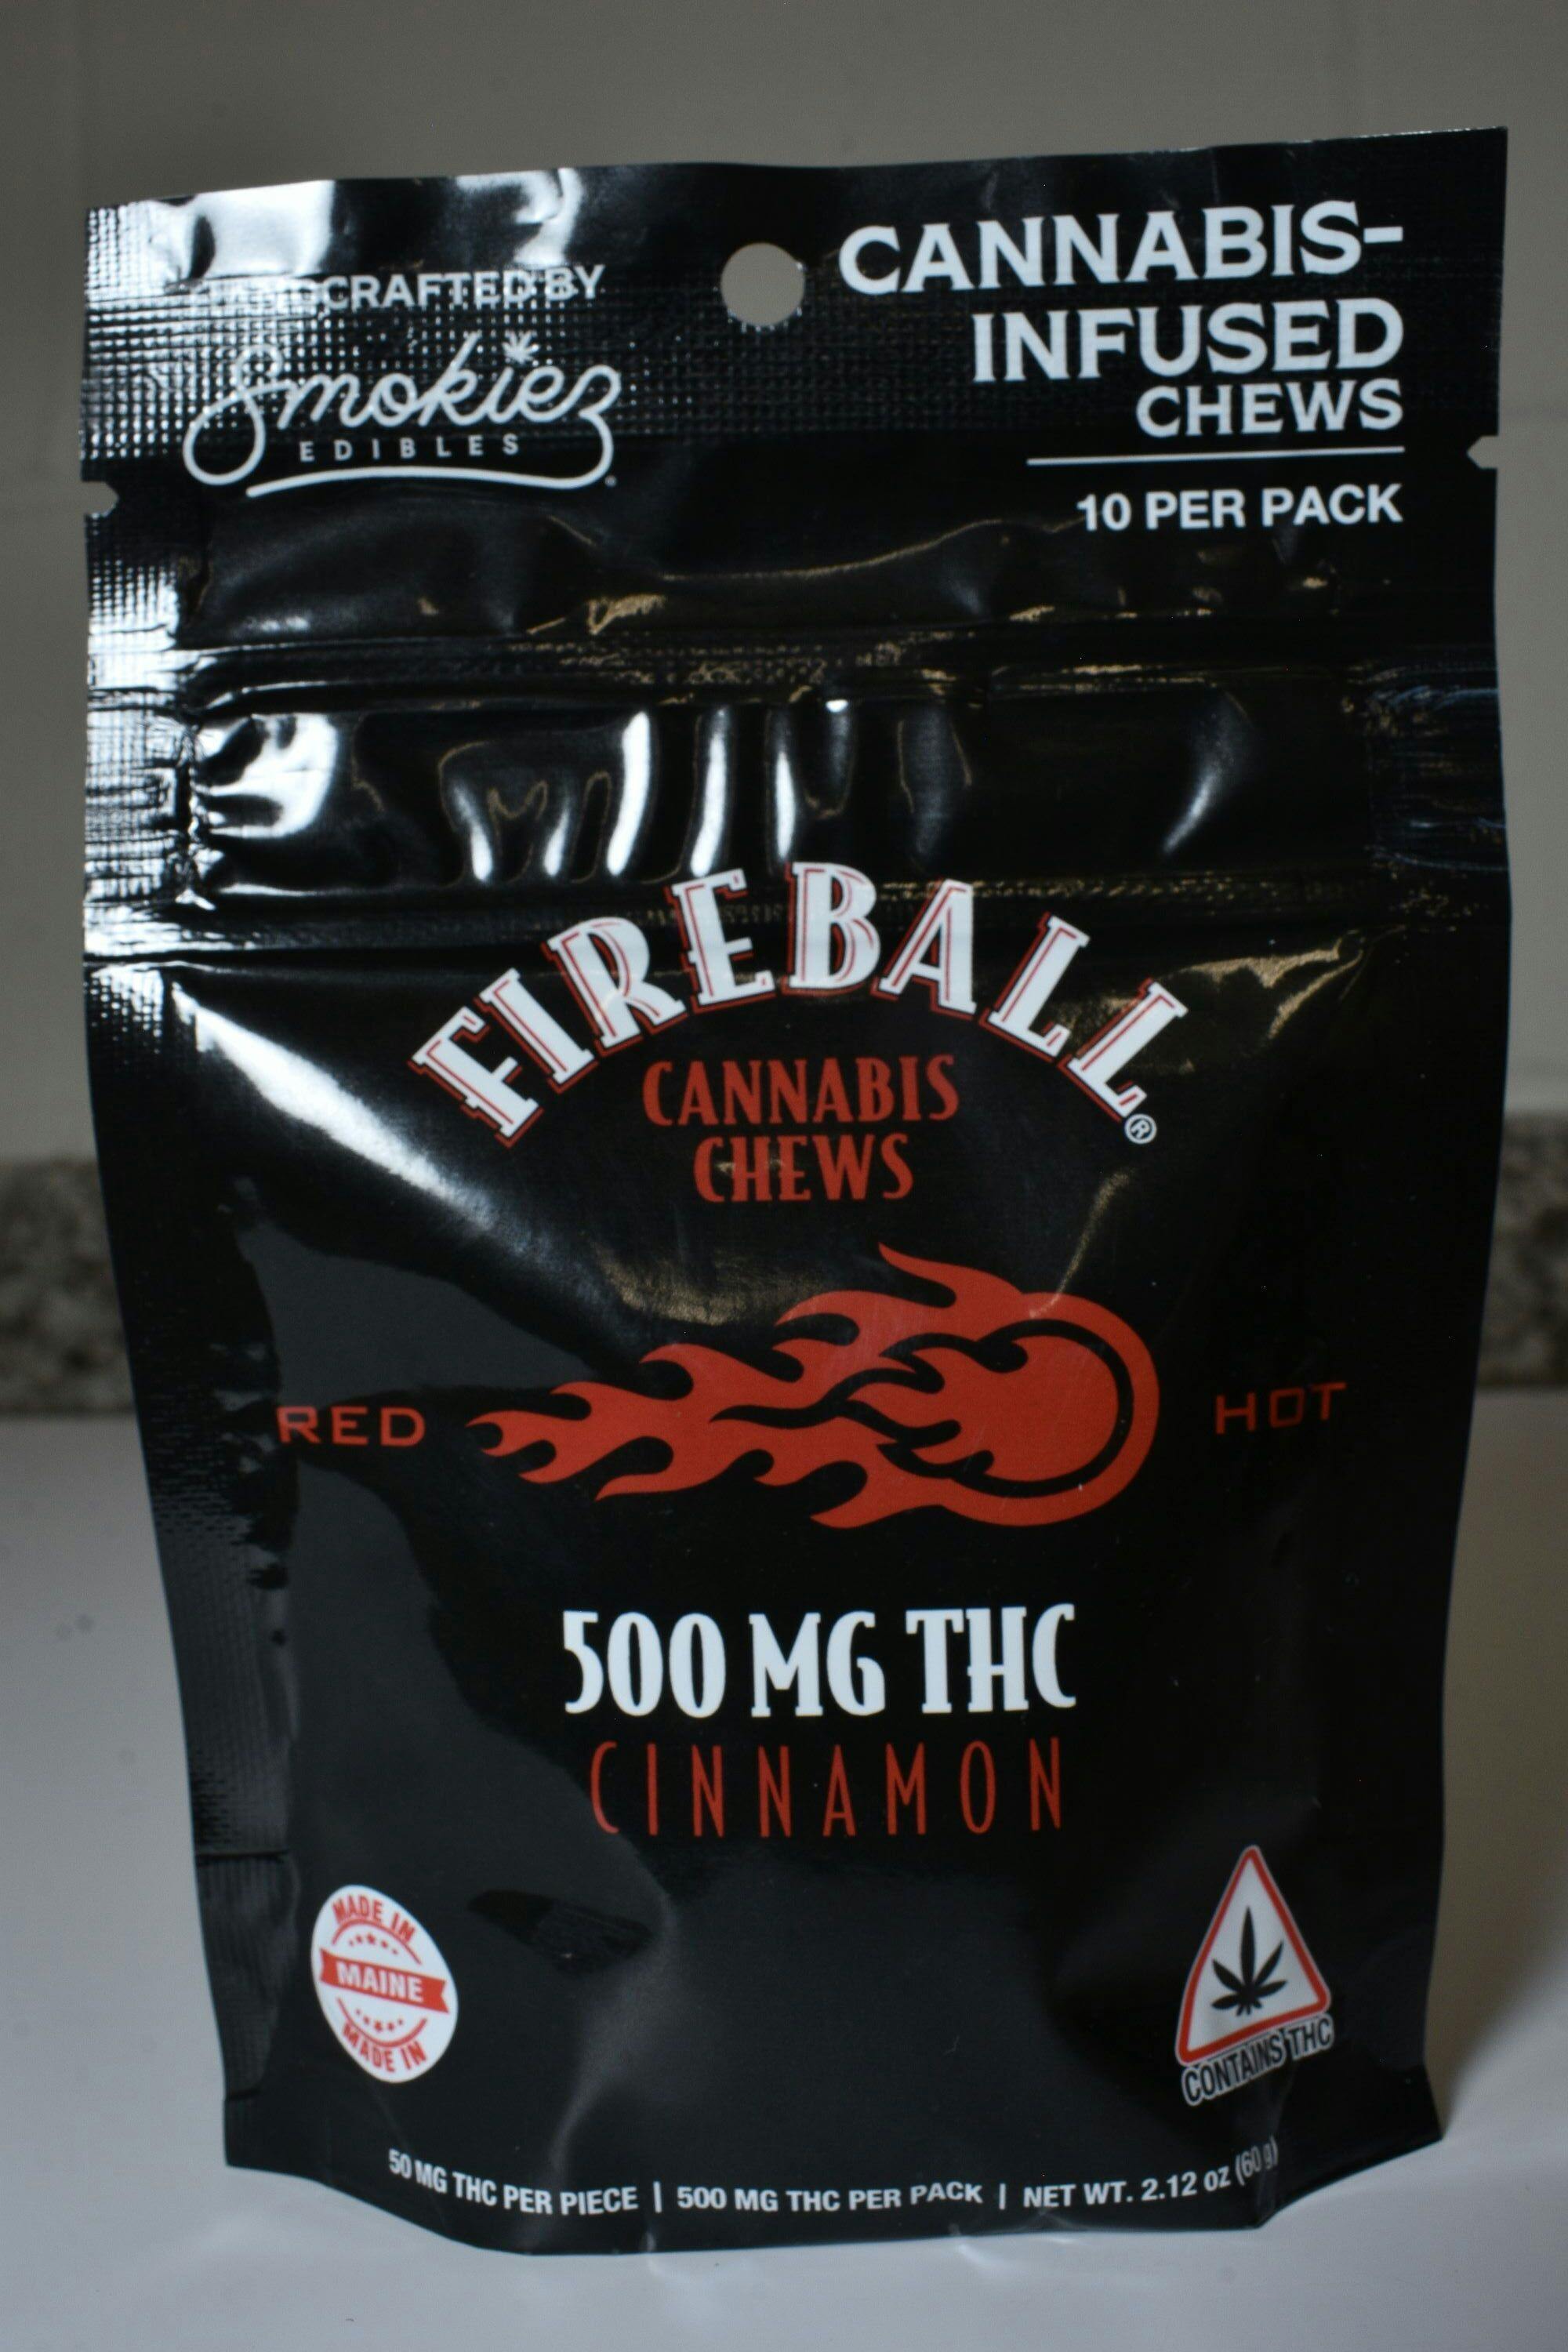 HANDCRAFTED BY
Smokiez
EDIBLES
CANNABIS-
INFUSED
CHEWS
10 PER PACK
FIREBALL®
CANNABIS
CHEWS
RED HOT
500 MG THC
CINNAMON
MADE IN
MAINE
MADE IN
CONTAINS THC
50 MG THC PER PIECE | 500 MG THC PER PACK | NET WT. 2.12 oz (60 g)